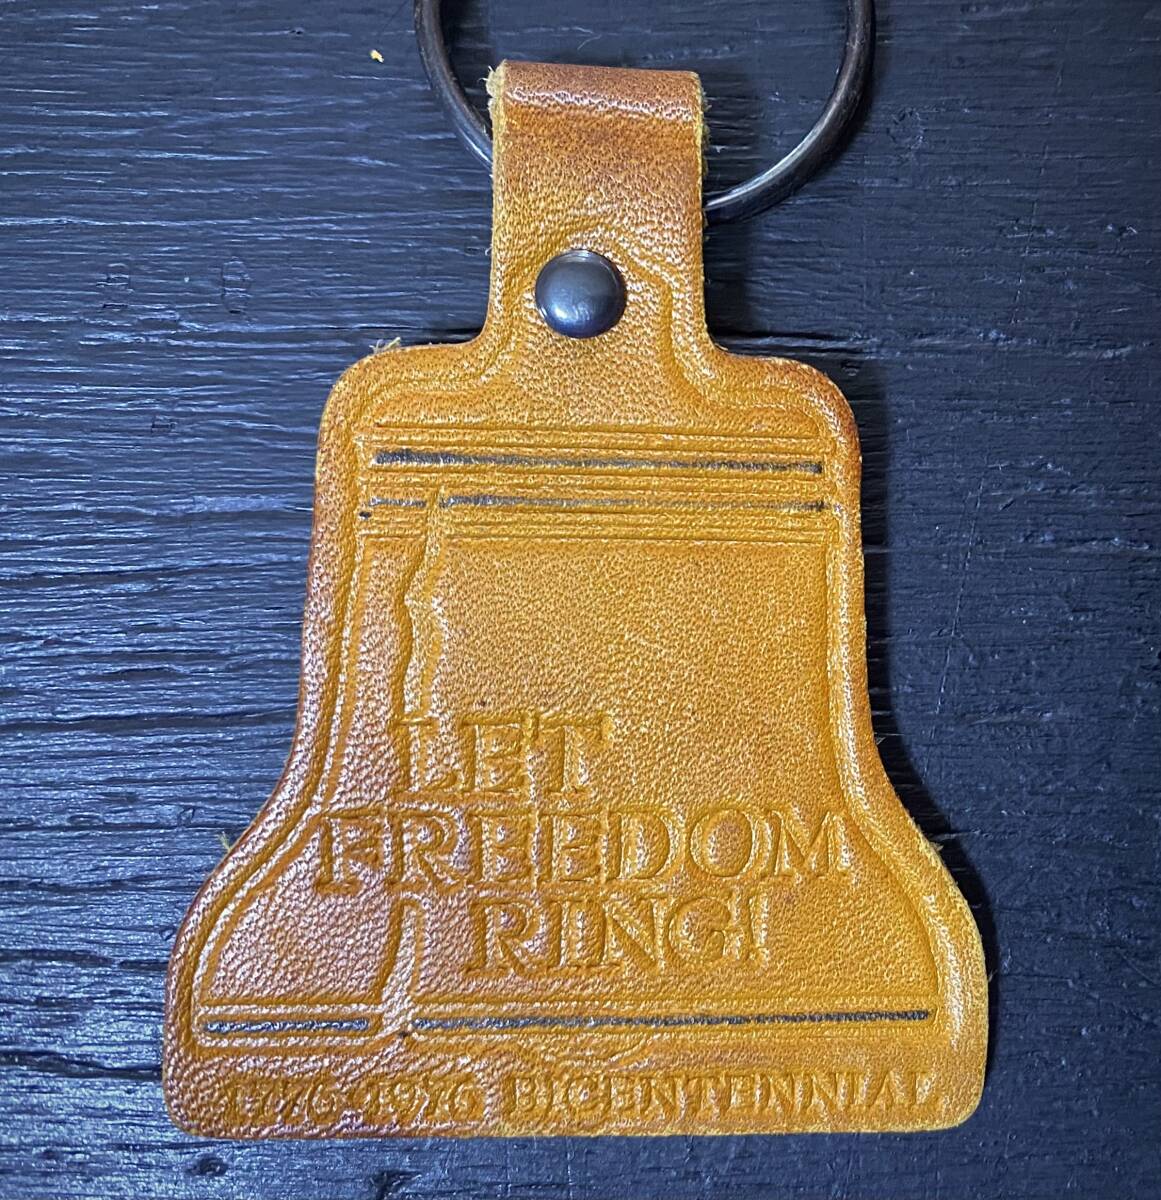 LET
FREEDOM
RING!
1776 1976 BICENTENNIAL